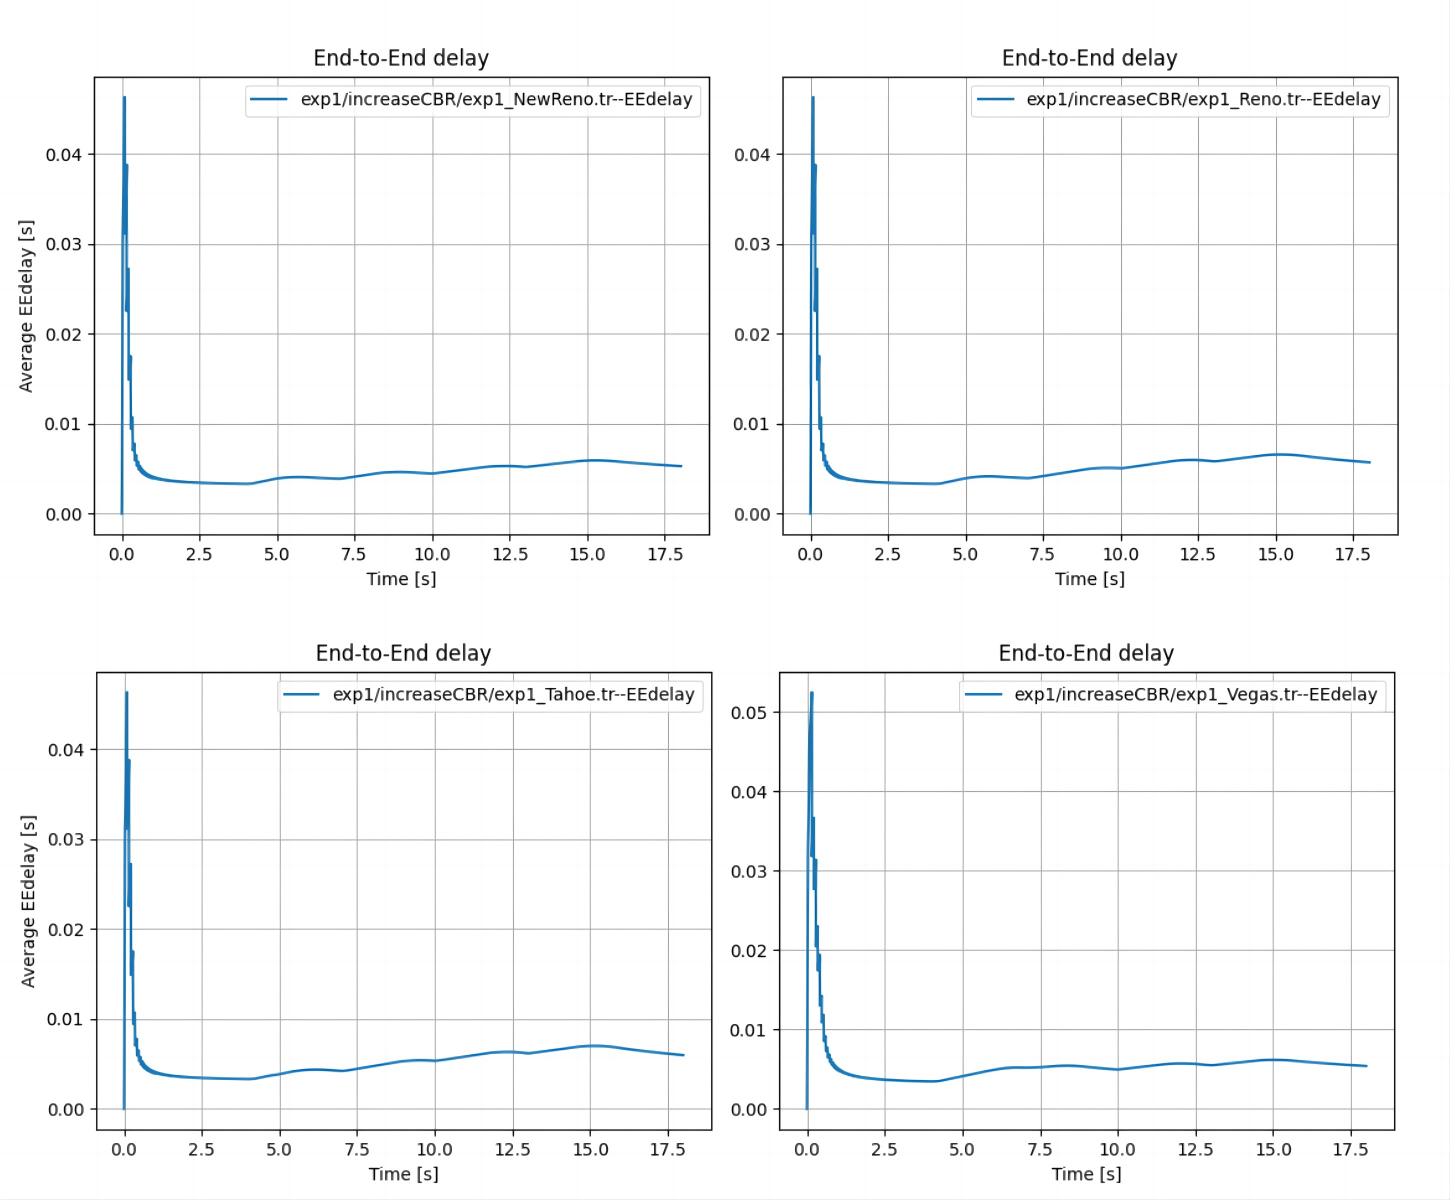 End-to-End delay
exp1/increaseCBR/exp1_NewReno.tr--EEdelay
Average EEdelay [s]
0.04
0.03
0.02
0.01
0.00
0.0 2.5 5.0 7.5 10.0 12.5 15.0 17.5
Time [s]
End-to-End delay
exp1/increaseCBR/exp1_Reno.tr--EEdelay
0.04
0.03
0.02
0.01
0.00
0.0 2.5 5.0 7.5 10.0 12.5 15.0 17.5
Time [s]
End-to-End delay
exp1/increaseCBR/exp1_Tahoe.tr--EEdelay
Average EEdelay [s]
0.04
0.03
0.02
0.01
0.00
0.0 2.5 5.0 7.5 10.0 12.5 15.0 17.5
Time [s]
End-to-End delay
exp1/increaseCBR/exp1_Vegas.tr--EEdelay
0.05
0.04
0.03
0.02
0.01
0.00
0.0 2.5 5.0 7.5 10.0 12.5 15.0 17.5
Time [s]